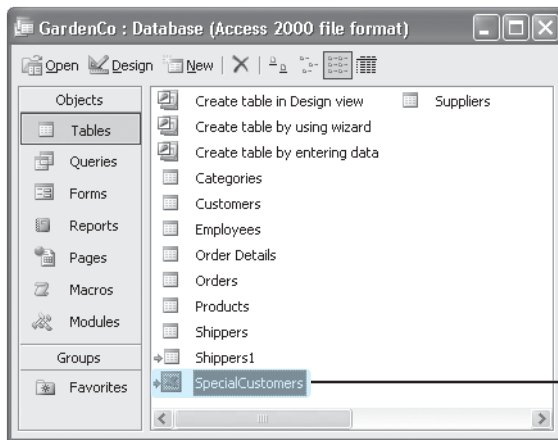 GardenCo : Database (Access 2000 file format)
Open Design New
Objects
Tables
Queries
Forms
Reports
Pages
Macros
Modules
Groups
Favorites
Create table in Design view
Create table by using wizard
Create table by entering data
Categories
Customers
Employees
Order Details
Orders
Products
Shippers
Shippers1
SpecialCustomers
Suppliers